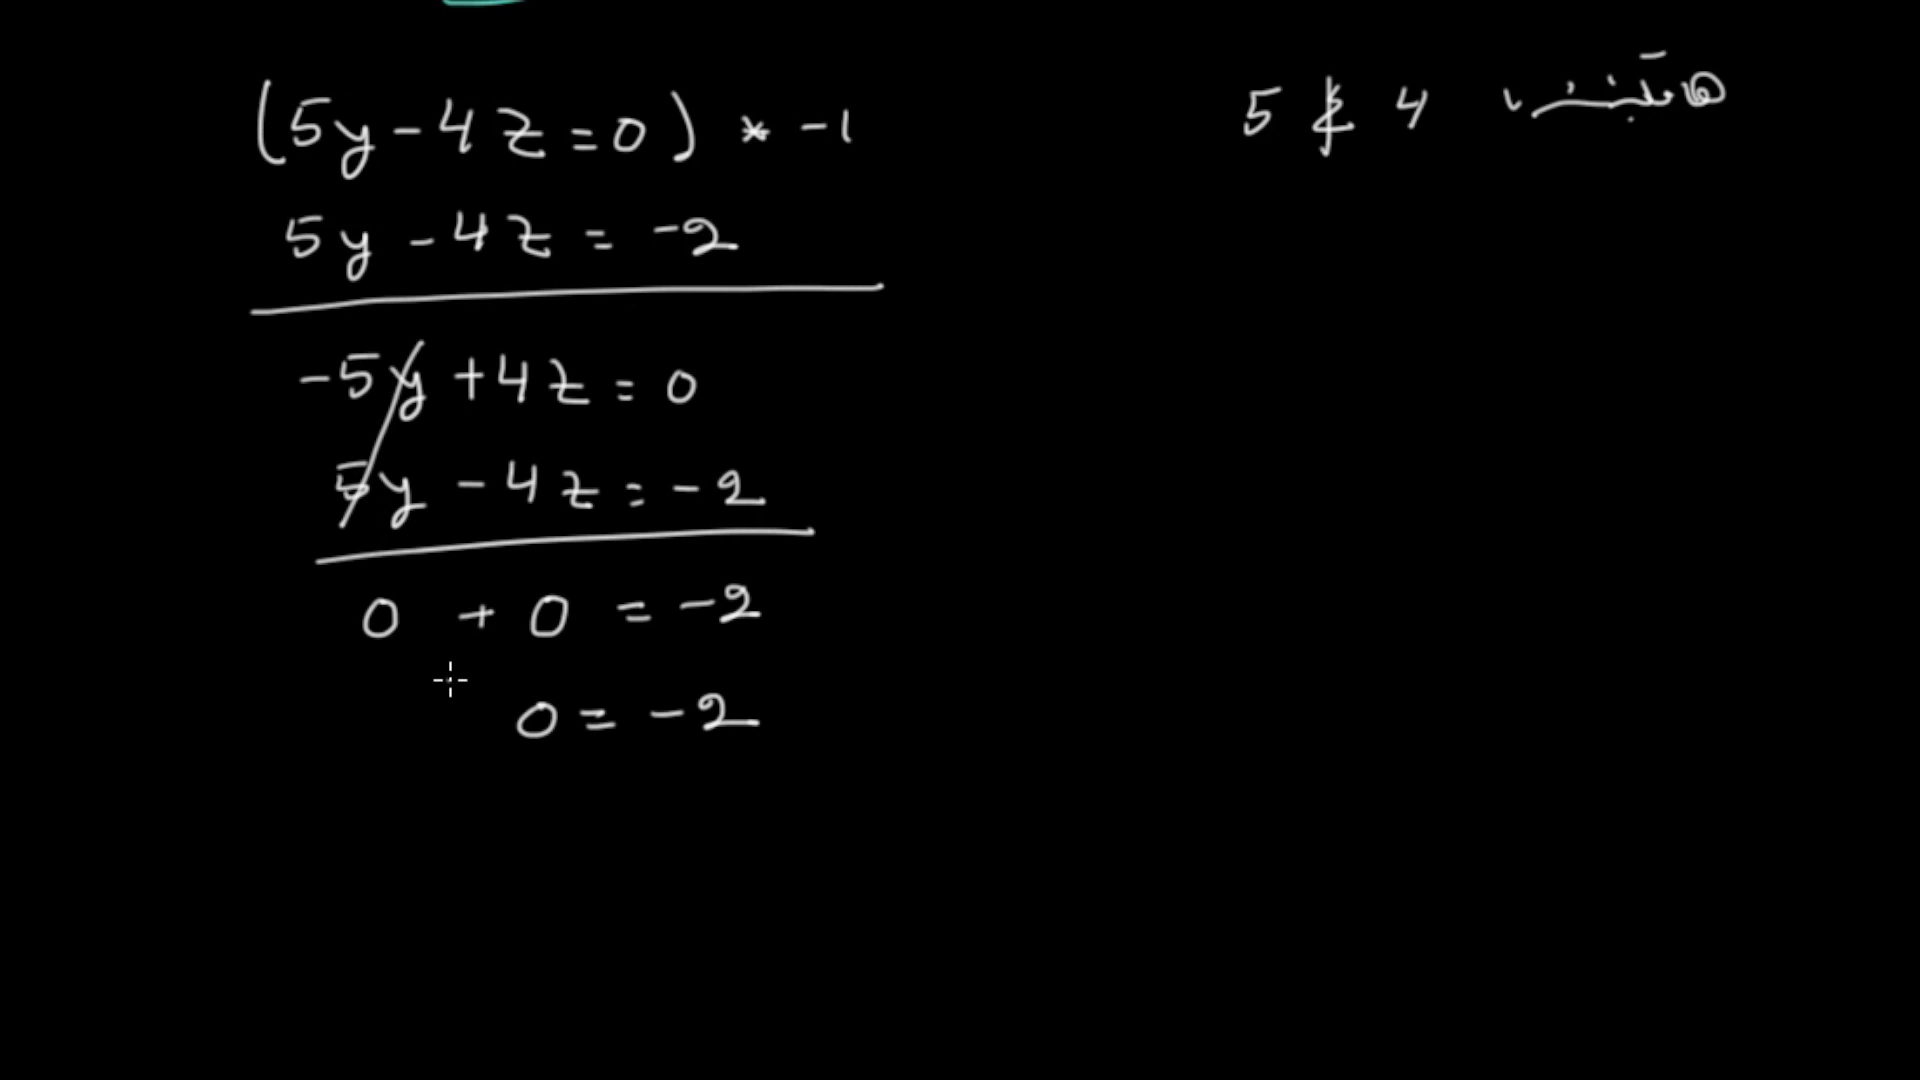 (5y - 4z = 0) * -1
5y - 4z = -2
-5y + 4z = 0
5y - 4z = -2
0 + 0 = -2
0 = -2
5 & 4